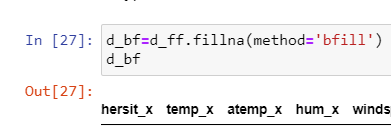 In [27]: d_bf=d_ff.fillna(method='bfill')
d_bf
Out[27]:
hersit_x temp_x atemp_x hum_x winds